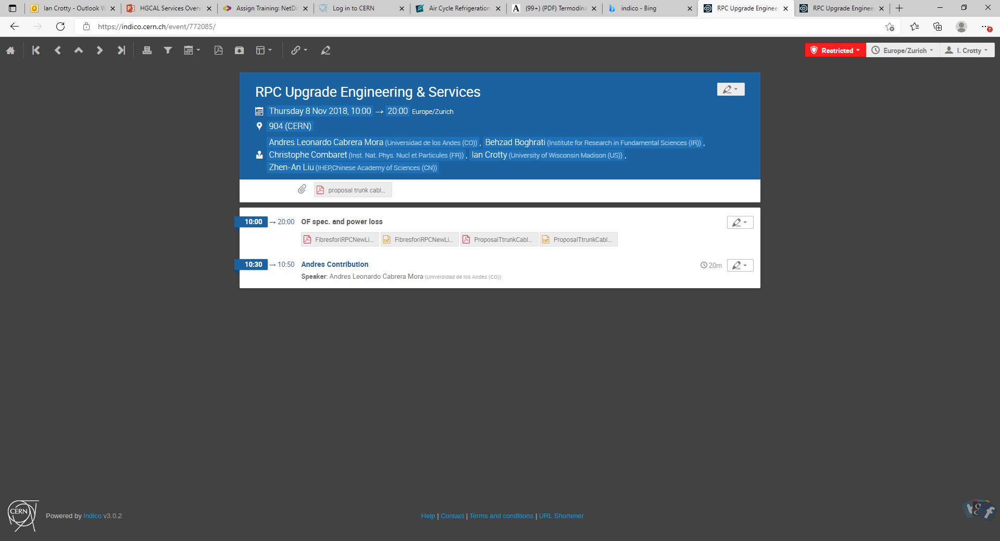 Ian Crotty - Outlook W
HGCAL Services Overv
Assign Training: NetDi
Log in to CERN
Air Cycle Refrigeration
(99+) (PDF) Termodiná
indico - Bing
RPC Upgrade Enginee
RPC Upgrade Enginee
https://indico.cern.ch/event/772085/
Restricted
Europe/Zurich
I. Crotty
RPC Upgrade Engineering & Services
Thursday 8 Nov 2018, 10:00 → 20:00 Europe/Zurich
904 (CERN)
Andres Leonardo Cabrera Mora (Universidad de los Andes (CO)) , Behzad Boghrati (Institute for Research in Fundamental Sciences (IR)) ,
Christophe Combaret (Inst. Nat. Phys. Nucl et Particules (FR)) , Ian Crotty (University of Wisconsin Madison (US)) ,
Zhen-An Liu (IHEP,Chinese Academy of Sciences (CN))
proposal trunk cabl...
10:00 → 20:00 OF spec. and power loss
FibresforiRPCNewLi... FibresforiRPCNewLi... ProposalTtrunkCabl... ProposalTtrunkCabl...
10:30 → 10:50 Andres Contribution 20m
Speaker: Andres Leonardo Cabrera Mora (Universidad de los Andes (CO))
CERN
Powered by Indico v3.0.2
Help | Contact | Terms and conditions | URL Shortener